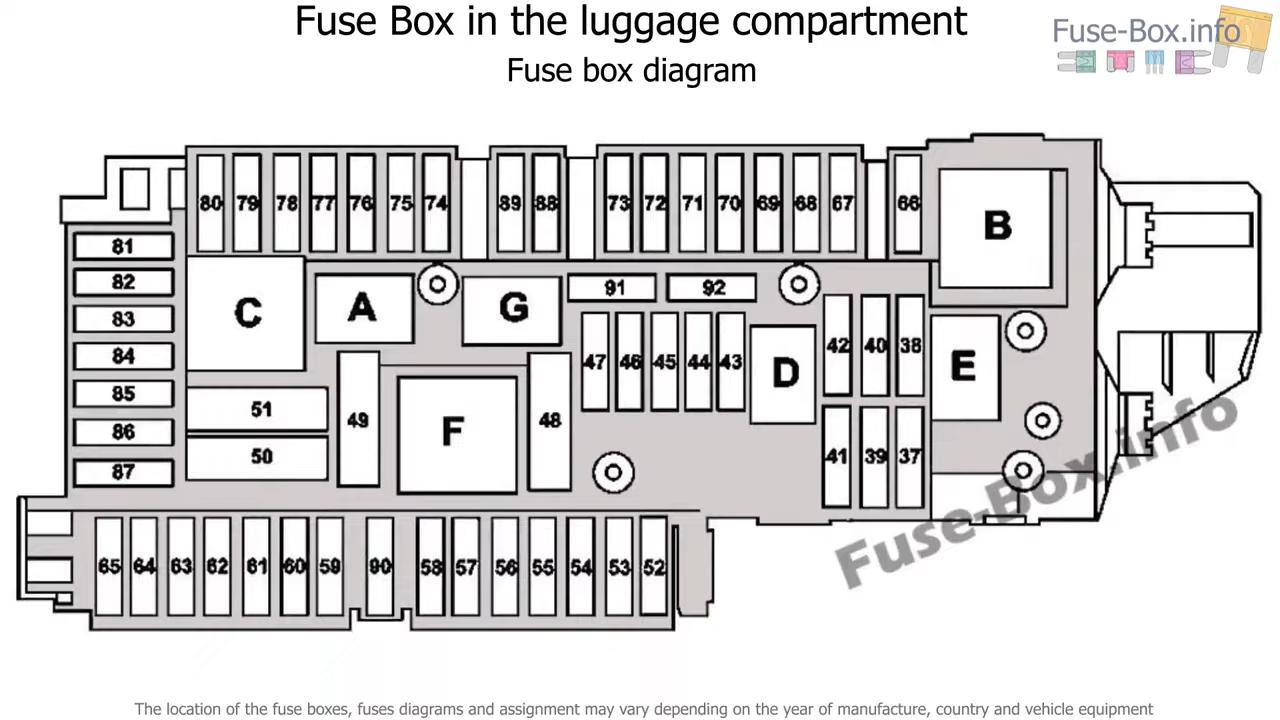 Fuse Box in the luggage compartment
Fuse box diagram
Fuse-Box.info
80 79 78 77 76 75 74 89 88 73 72 71 70 69 68 67 66 B
81
82
83
84
85
86
87
C A G 91 92
47 46 45 44 43 D 42 40 38 E
51
50
49 F 48
41 39 37
65 64 63 62 61 60 59 90 58 57 56 55 54 53 52
Fuse-Box.info
The location of the fuse boxes, fuses diagrams and assignment may vary depending on the year of manufacture, country and vehicle equipment